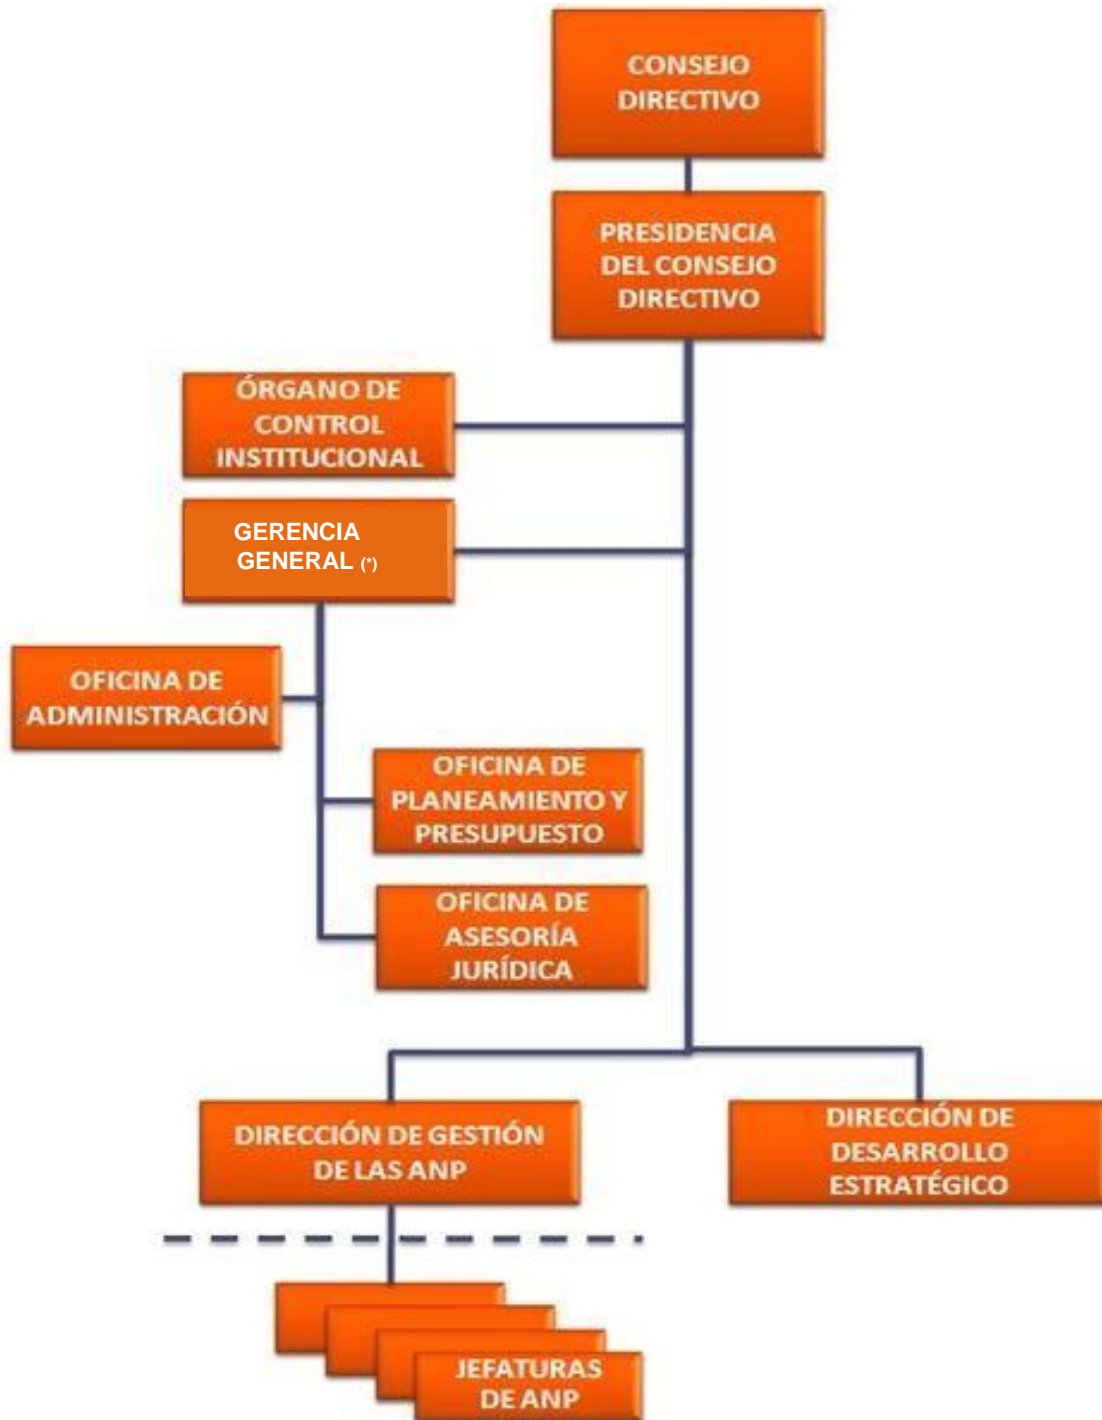 CONSEJO
DIRECTIVO
PRESIDENCIA
DEL CONSEJO
DIRECTIVO
ÓRGANO DE
CONTROL
INSTITUCIONAL
GERENCIA
GENERAL (*)
OFICINA DE
ADMINISTRACIÓN
OFICINA DE
PLANEAMIENTO Y
PRESUPUESTO
OFICINA DE
ASESORÍA
JURÍDICA
DIRECCIÓN DE GESTIÓN
DE LAS ANP
DIRECCIÓN DE
DESARROLLO
ESTRATÉGICO
JEFATURAS
DE ANP